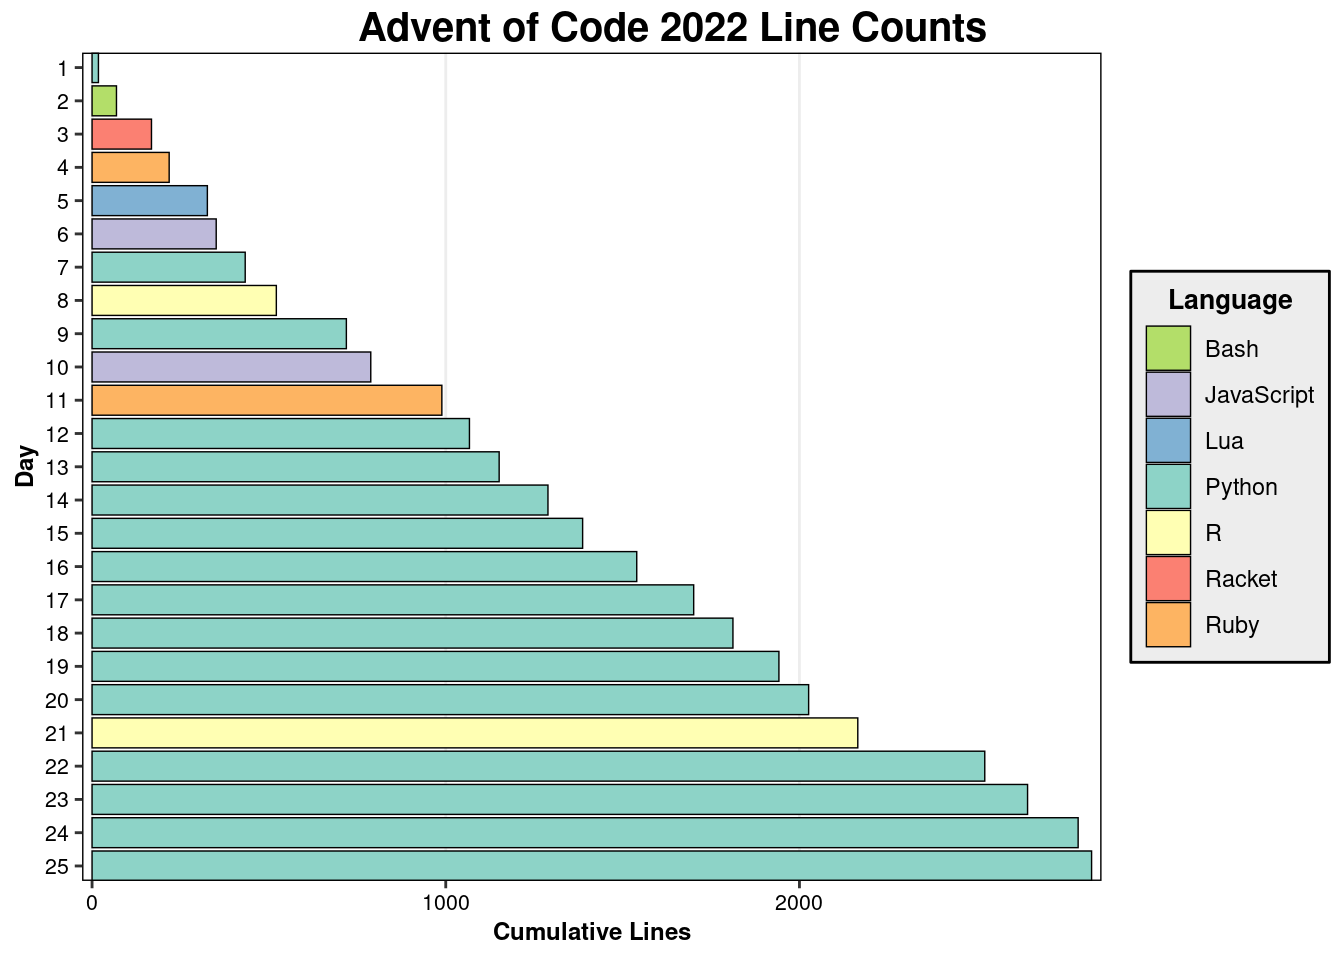 Advent of Code 2022 Line Counts
1
2
3
4
5
6
7
8
9
10
11
12
13
14
15
16
17
18
19
20
21
22
23
24
25
Day
0 1000 2000
Cumulative Lines
Language
Bash
JavaScript
Lua
Python
R
Racket
Ruby